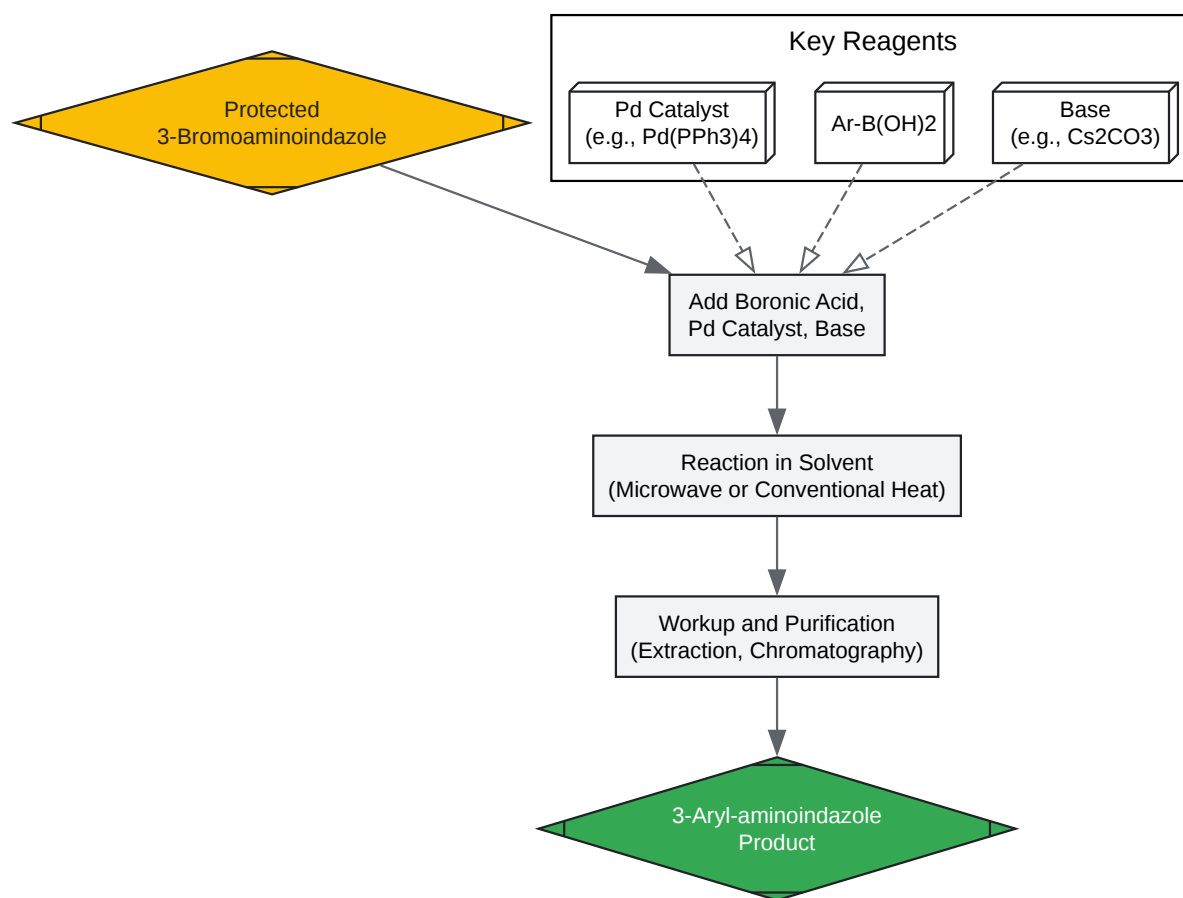 Key Reagents
Protected
3-Bromoaminoindazole
Pd Catalyst
(e.g., Pd(PPh3)4)
Ar-B(OH)2
Base
(e.g., Cs2CO3)
Add Boronic Acid,
Pd Catalyst, Base
Reaction in Solvent
(Microwave or Conventional Heat)
Workup and Purification
(Extraction, Chromatography)
3-Aryl-aminoindazole
Product